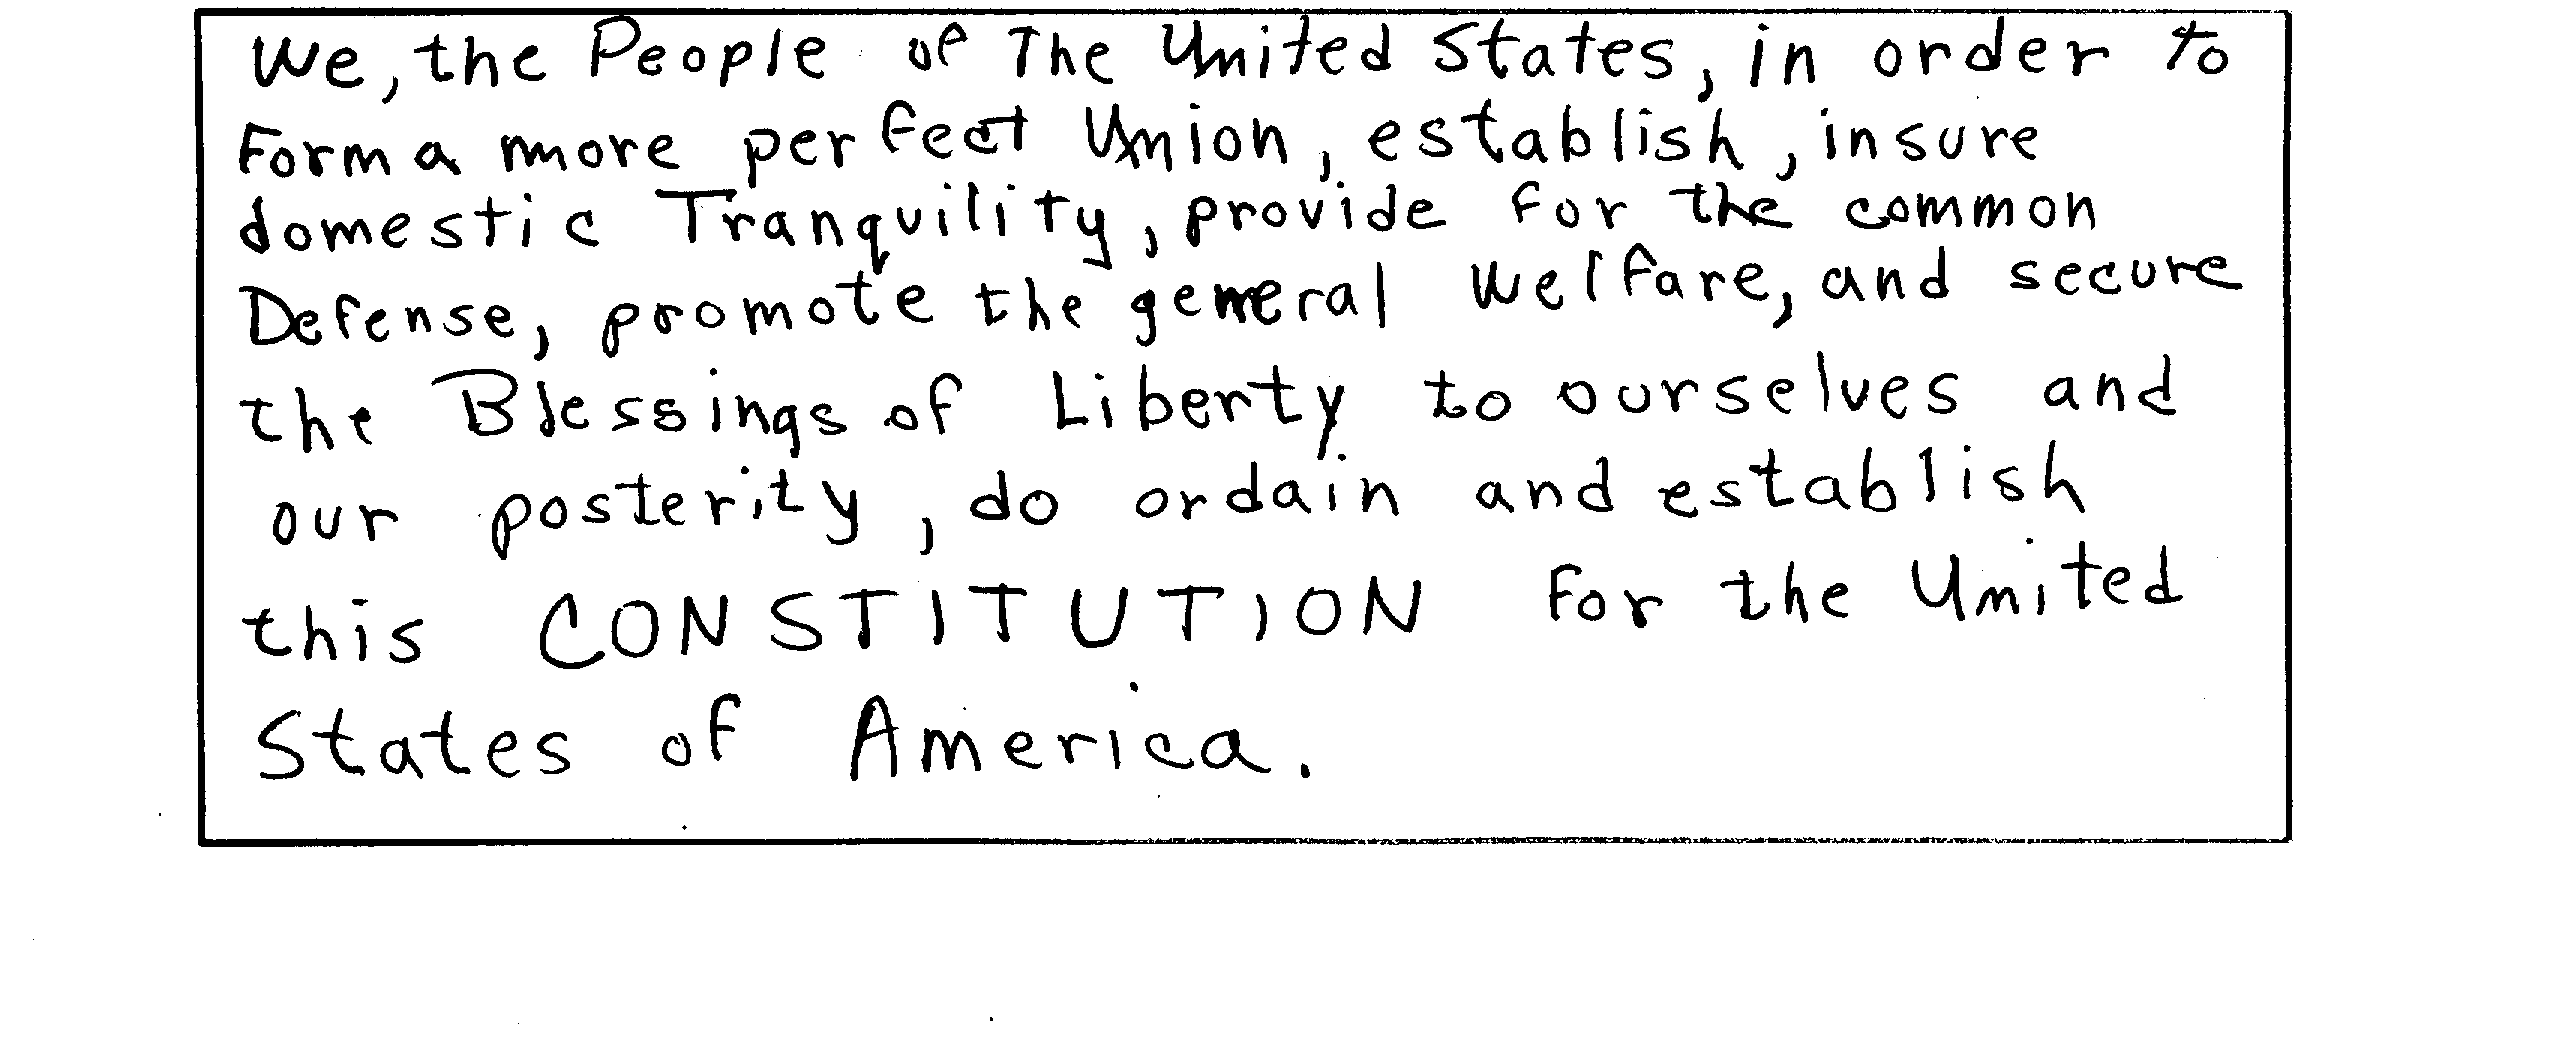 We, the People of The United States, in order to
Form a more perfect Union, establish, insure
domestic Tranquility, provide for the common
Defense, promote the general Welfare, and secure
the Blessings of Liberty to ourselves and
our posterity, do ordain and establish
this CONSTITUTION for the United
States of America.